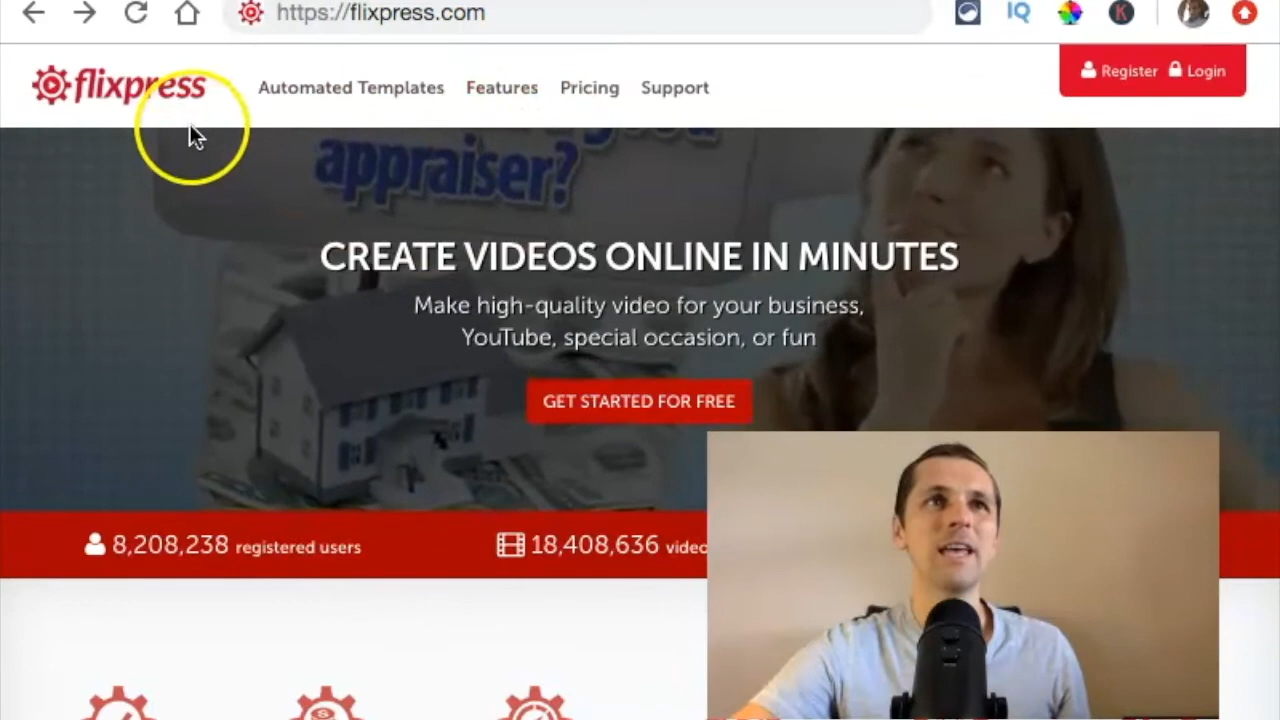 https://flixpress.com
IQ
K
flixpress
Automated Templates Features Pricing Support
Register Login
appraiser?
CREATE VIDEOS ONLINE IN MINUTES
Make high-quality video for your business,
YouTube, special occasion, or fun
GET STARTED FOR FREE
8,208,238 registered users
18,408,636 video